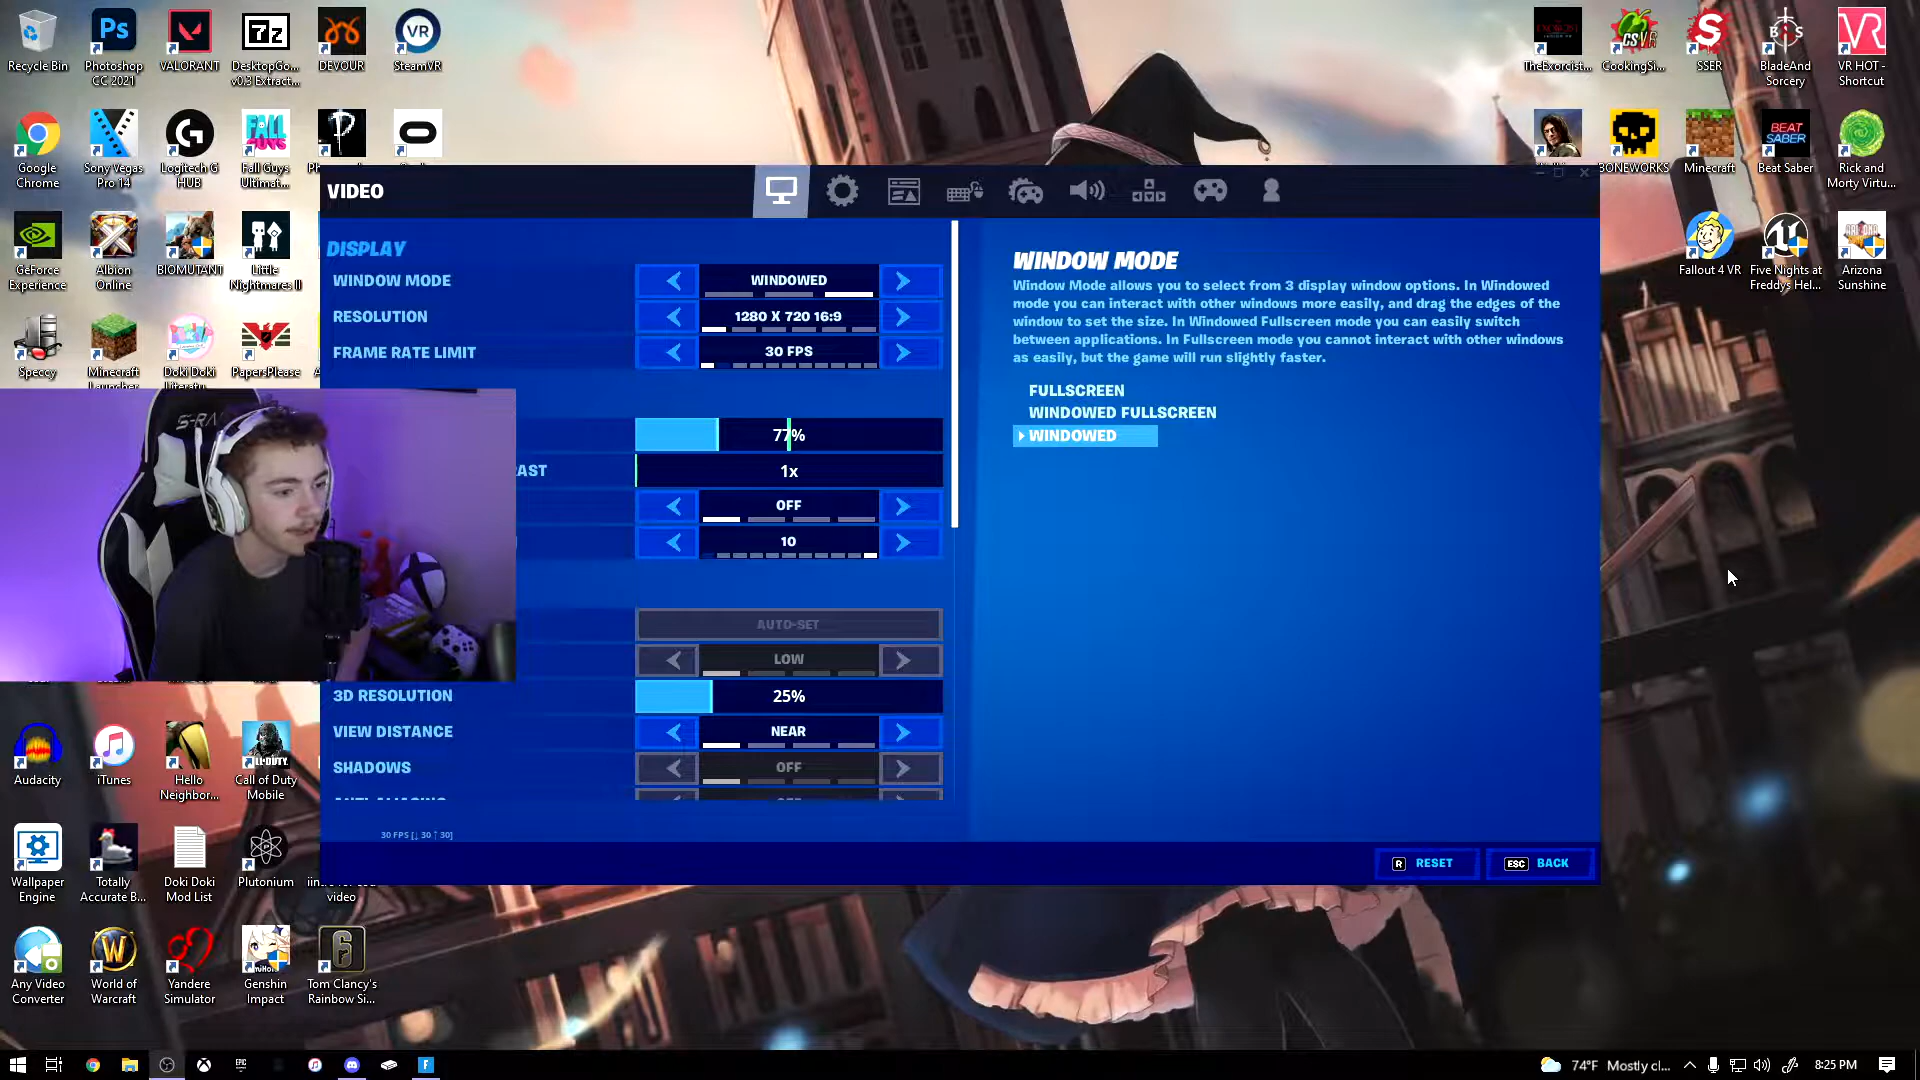 Recycle Bin
Photoshop CC 2021
VALORANT
DesktopGo... v0.3 Extract...
DEVOUR
SteamVR
TheExorcist...
CookingSi...
SSER
BladeAnd Sorcery
VR HOT - Shortcut
Google Chrome
Sony Vegas Pro 14
Logitech G HUB
Fall Guys Ultimat...
BONEWORKS
Minecraft
Beat Saber
Rick and Morty Virtu...
GeForce Experience
Albion Online
BIOMUTANT
Little Nightmares II
Fallout 4 VR
Five Nights at Freddys Hel...
Arizona Sunshine
Speccy
Minecraft Launcher
Doki Doki Literatu...
PapersPlease
VIDEO
DISPLAY
WINDOW MODE
WINDOWED
RESOLUTION
1280 X 720 16:9
FRAME RATE LIMIT
30 FPS
77%
AST
1x
OFF
10
AUTO-SET
LOW
3D RESOLUTION
25%
VIEW DISTANCE
NEAR
SHADOWS
OFF
30 FPS [↓ 30 ↑ 30]
WINDOW MODE
Window Mode allows you to select from 3 display window options. In Windowed
mode you can interact with other windows more easily, and drag the edges of the
window to set the size. In Windowed Fullscreen mode you can easily switch
between applications. In Fullscreen mode you cannot interact with other windows
as easily, but the game will run slightly faster.
FULLSCREEN
WINDOWED FULLSCREEN
WINDOWED
R RESET
ESC BACK
Audacity
iTunes
Hello Neighbor...
Call of Duty Mobile
Wallpaper Engine
Totally Accurate B...
Doki Doki Mod List
Plutonium
video
Any Video Converter
World of Warcraft
Yandere Simulator
Genshin Impact
Tom Clancy's Rainbow Si...
74°F Mostly cl...
8:25 PM